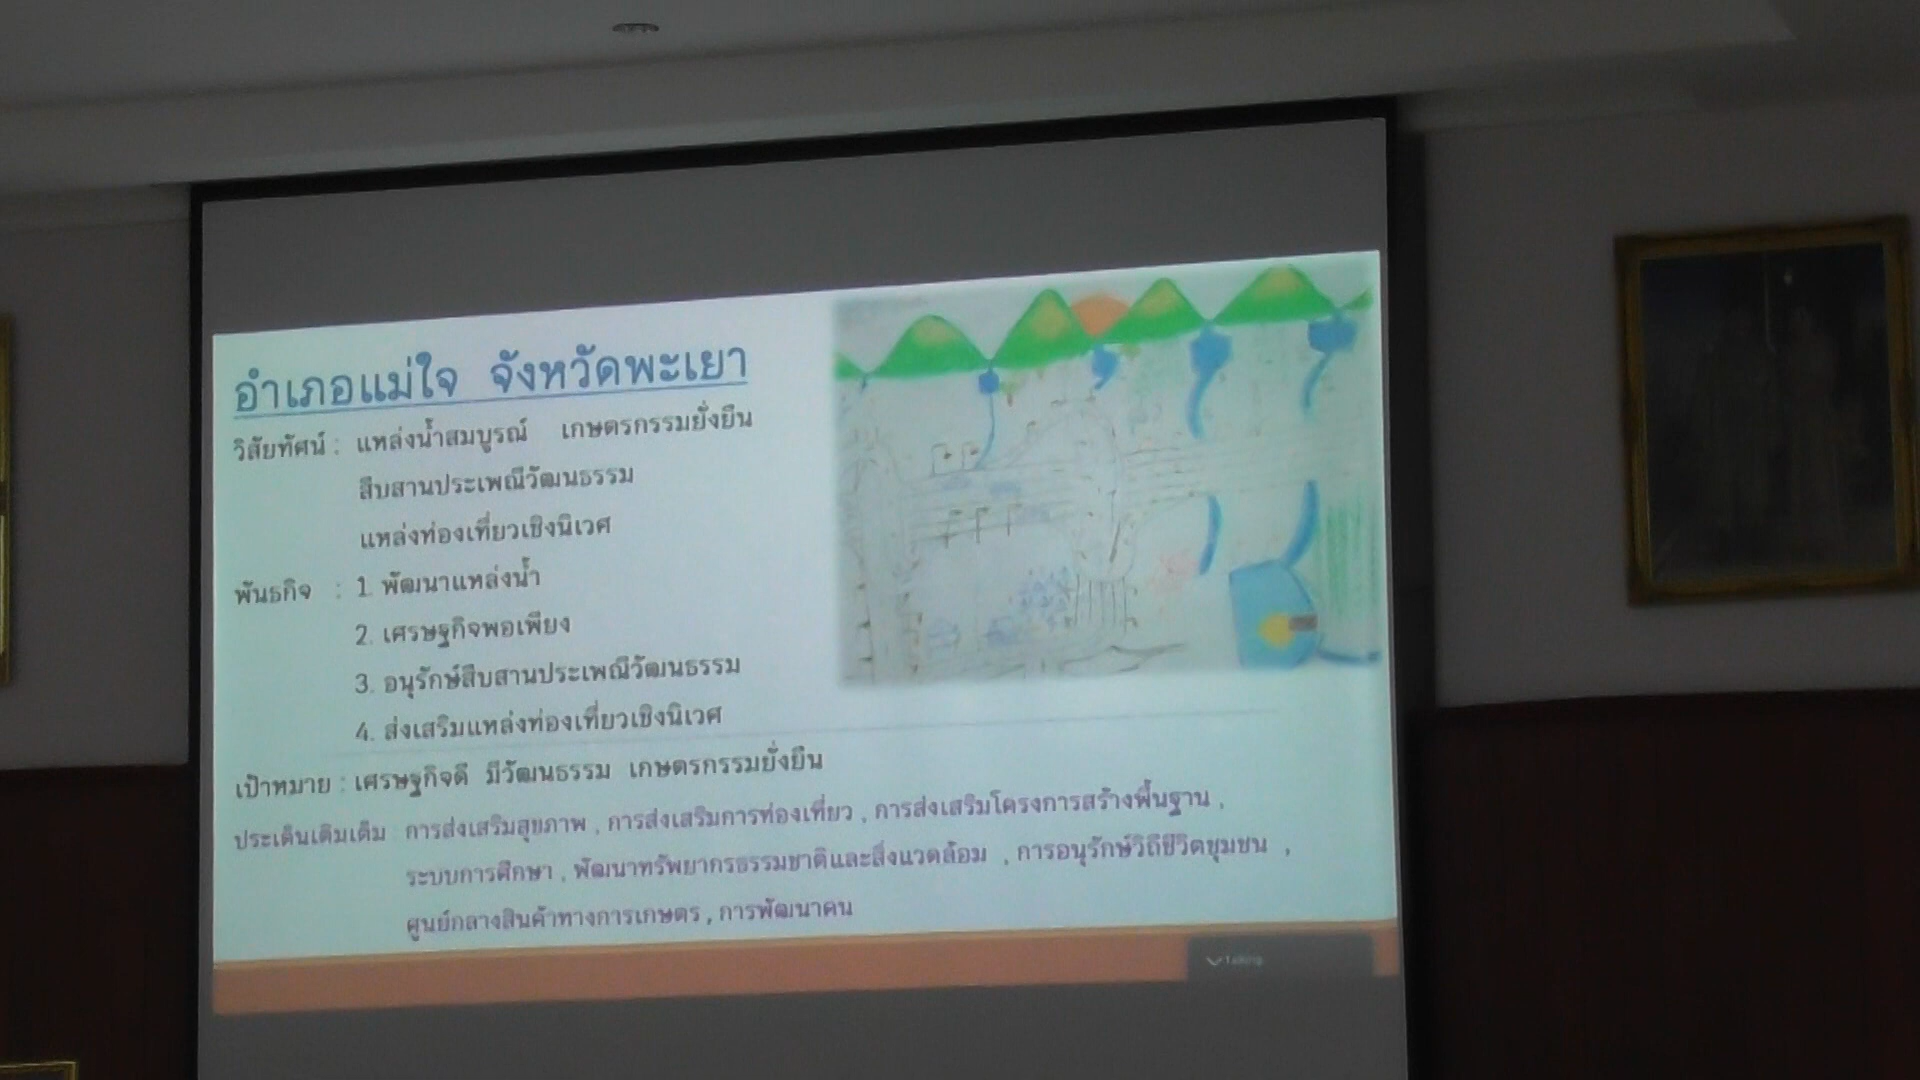 อำเภอแม่ใจ จังหวัดพะเยา
วิสัยทัศน์ : แหล่งน้ำสมบูรณ์ เกษตรกรรมยั่งยืน
สืบสานประเพณีวัฒนธรรม
แหล่งท่องเที่ยวเชิงนิเวศ
พันธกิจ : 1. พัฒนาแหล่งน้ำ
2. เศรษฐกิจพอเพียง
3. อนุรักษ์สืบสานประเพณีวัฒนธรรม
4. ส่งเสริมแหล่งท่องเที่ยวเชิงนิเวศ
เป้าหมาย : เศรษฐกิจดี มีวัฒนธรรม เกษตรกรรมยั่งยืน
ประเด็นเติมเต็ม การส่งเสริมสุขภาพ , การส่งเสริมการท่องเที่ยว , การส่งเสริมโครงการสร้างพื้นฐาน ,
ระบบการศึกษา , พัฒนาทรัพยากรธรรมชาติและสิ่งแวดล้อม , การอนุรักษ์วิถีชีวิตชุมชน ,
ศูนย์กลางสินค้าทางการเกษตร , การพัฒนาคน
Talking: